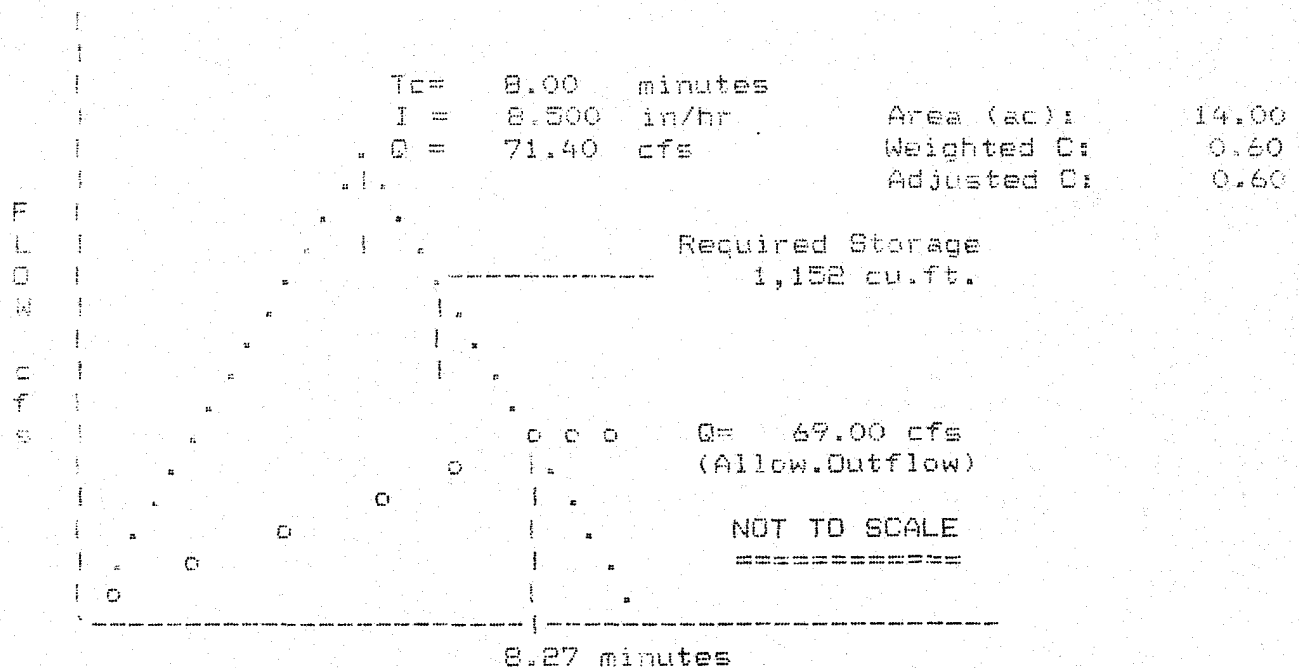 Tc= 8.00 minutes
I = 8.500 in/hr
Q = 71.40 cfs
Area (ac): 14.00
Weighted C: 0.60
Adjusted C: 0.60
FLOW cfs
Required Storage
1,152 cu.ft.
Q= 69.00 cfs
(Allow.Outflow)
NOT TO SCALE
8.27 minutes